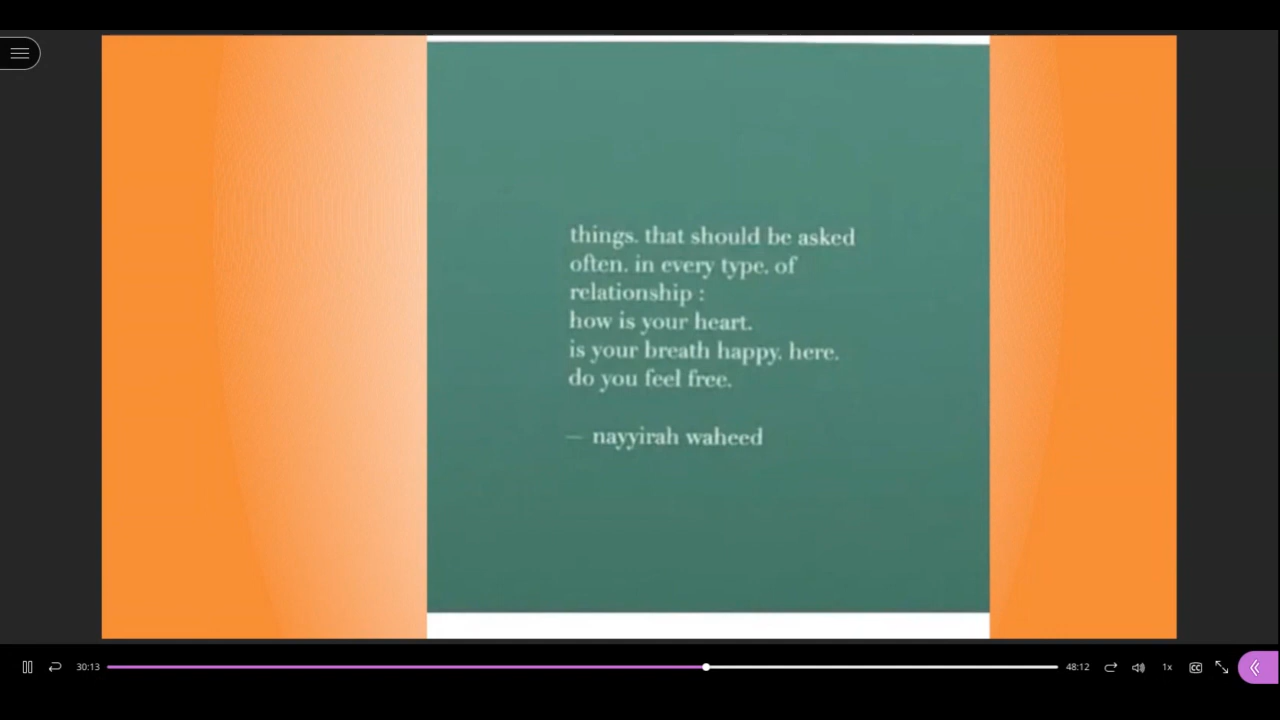 things. that should be asked
often. in every type. of
relationship :
how is your heart.
is your breath happy. here.
do you feel free.
— nayyirah waheed
30:13
48:12
1x
CC